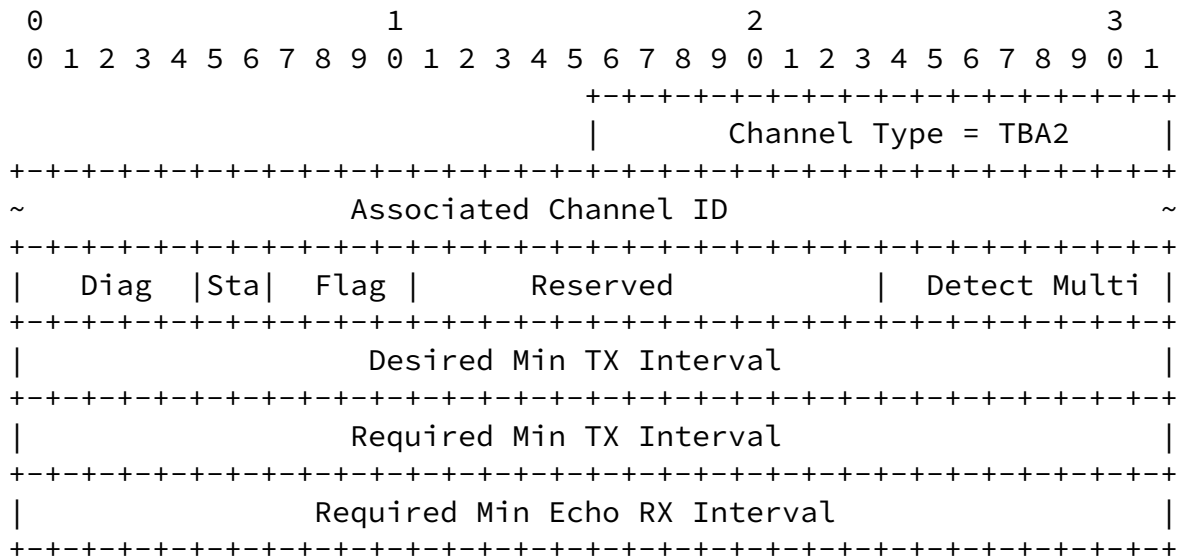 0                   1                   2                   3
 0 1 2 3 4 5 6 7 8 9 0 1 2 3 4 5 6 7 8 9 0 1 2 3 4 5 6 7 8 9 0 1
                                +-+-+-+-+-+-+-+-+-+-+-+-+-+-+-+-+
                                |       Channel Type = TBA2     |
+-+-+-+-+-+-+-+-+-+-+-+-+-+-+-+-+-+-+-+-+-+-+-+-+-+-+-+-+-+-+-+-+
~                  Associated Channel ID                        ~
+-+-+-+-+-+-+-+-+-+-+-+-+-+-+-+-+-+-+-+-+-+-+-+-+-+-+-+-+-+-+-+-+
|   Diag  |Sta|  Flag |      Reserved           |  Detect Multi |
+-+-+-+-+-+-+-+-+-+-+-+-+-+-+-+-+-+-+-+-+-+-+-+-+-+-+-+-+-+-+-+-+
|                   Desired Min TX Interval                     |
+-+-+-+-+-+-+-+-+-+-+-+-+-+-+-+-+-+-+-+-+-+-+-+-+-+-+-+-+-+-+-+-+
|                  Required Min TX Interval                     |
+-+-+-+-+-+-+-+-+-+-+-+-+-+-+-+-+-+-+-+-+-+-+-+-+-+-+-+-+-+-+-+-+
|                Required Min Echo RX Interval                  |
+-+-+-+-+-+-+-+-+-+-+-+-+-+-+-+-+-+-+-+-+-+-+-+-+-+-+-+-+-+-+-+-+